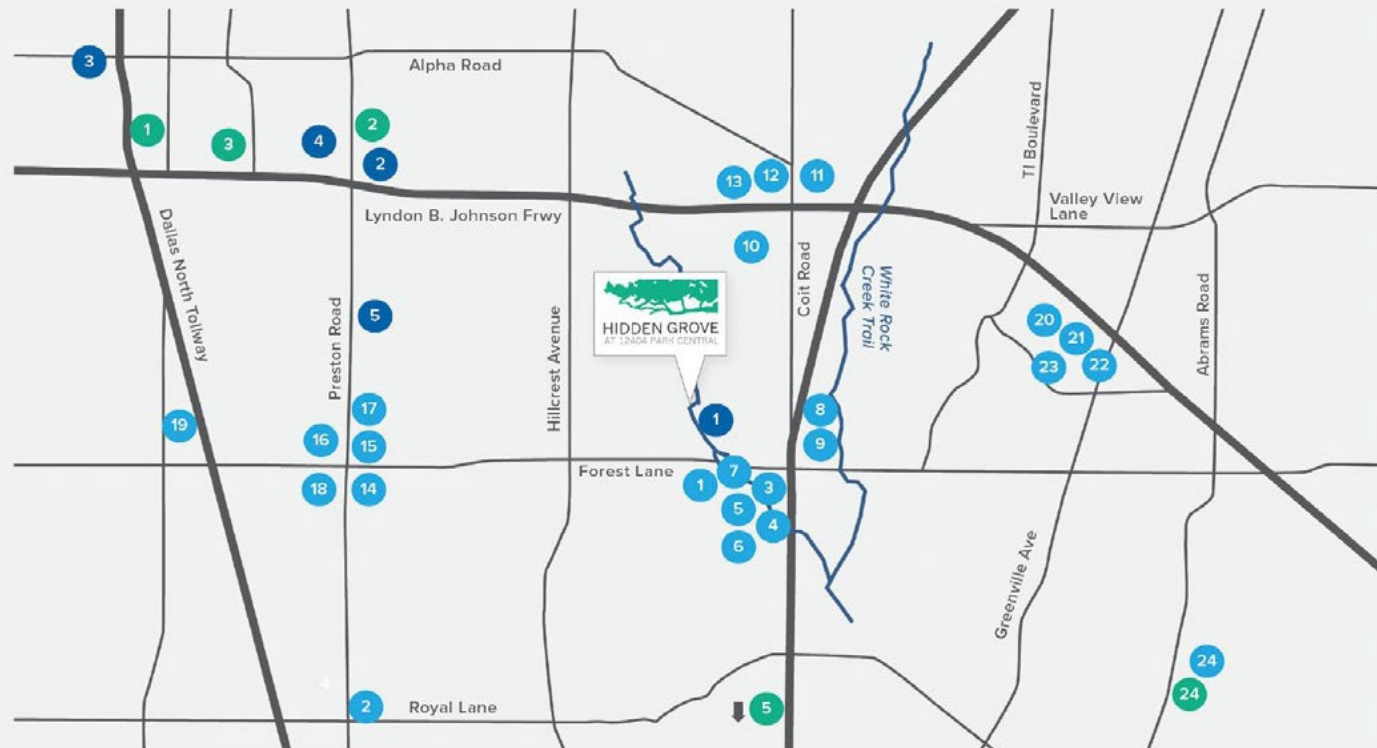 3
Alpha Road
1
3
4
2
2
13
12
11
TI Boulevard
Valley View
Lane
Lyndon B. Johnson Frwy
Dallas North Tollway
10
Coit Road
White Rock
Creek Trail
HIDDEN GROVE
AT 12404 PARK CENTRAL
Preston Road
5
Hillcrest Avenue
Abrams Road
20
21
23
22
19
17
16
15
1
8
9
Forest Lane
18
14
1
7
3
5
4
6
Greenville Ave
4
2
Royal Lane
5
24
24